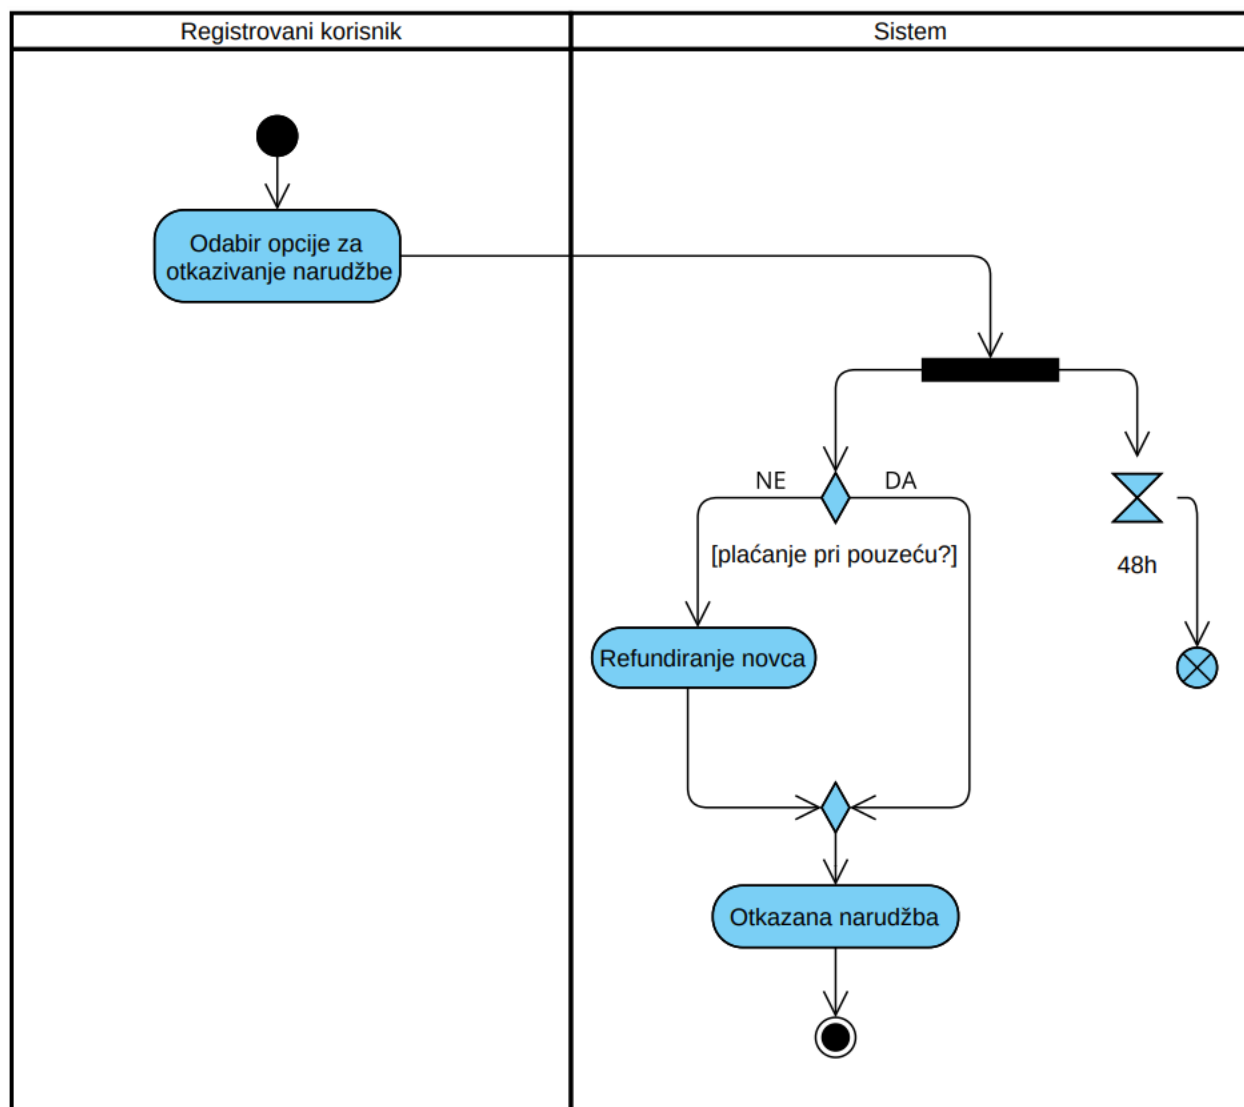 Registrovani korisnik
Sistem
Odabir opcije za
otkazivanje narudžbe
NE
DA
[plaćanje pri pouzeću?]
48h
Refundiranje novca
Otkazana narudžba